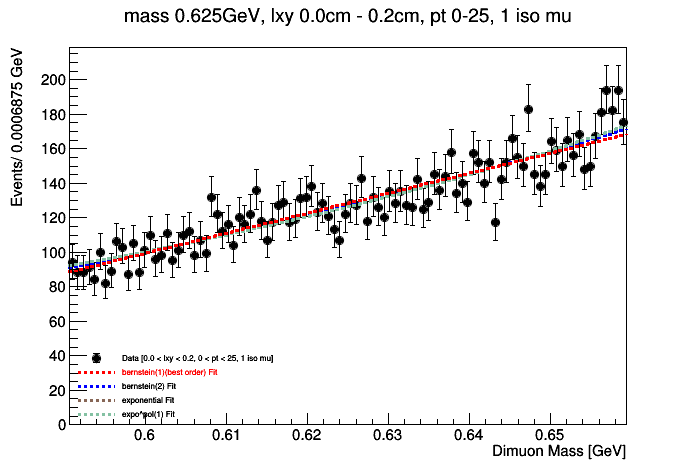 mass 0.625GeV, lxy 0.0cm - 0.2cm, pt 0-25, 1 iso mu
Events/ 0.0006875 GeV
200
180
160
140
120
100
80
60
40
20
0
Data [0.0 < lxy < 0.2, 0 < pt < 25, 1 iso mu]
bernstein(1)(best order) Fit
bernstein(2) Fit
exponential Fit
expo*pol(1) Fit
0.6 0.61 0.62 0.63 0.64 0.65
Dimuon Mass [GeV]